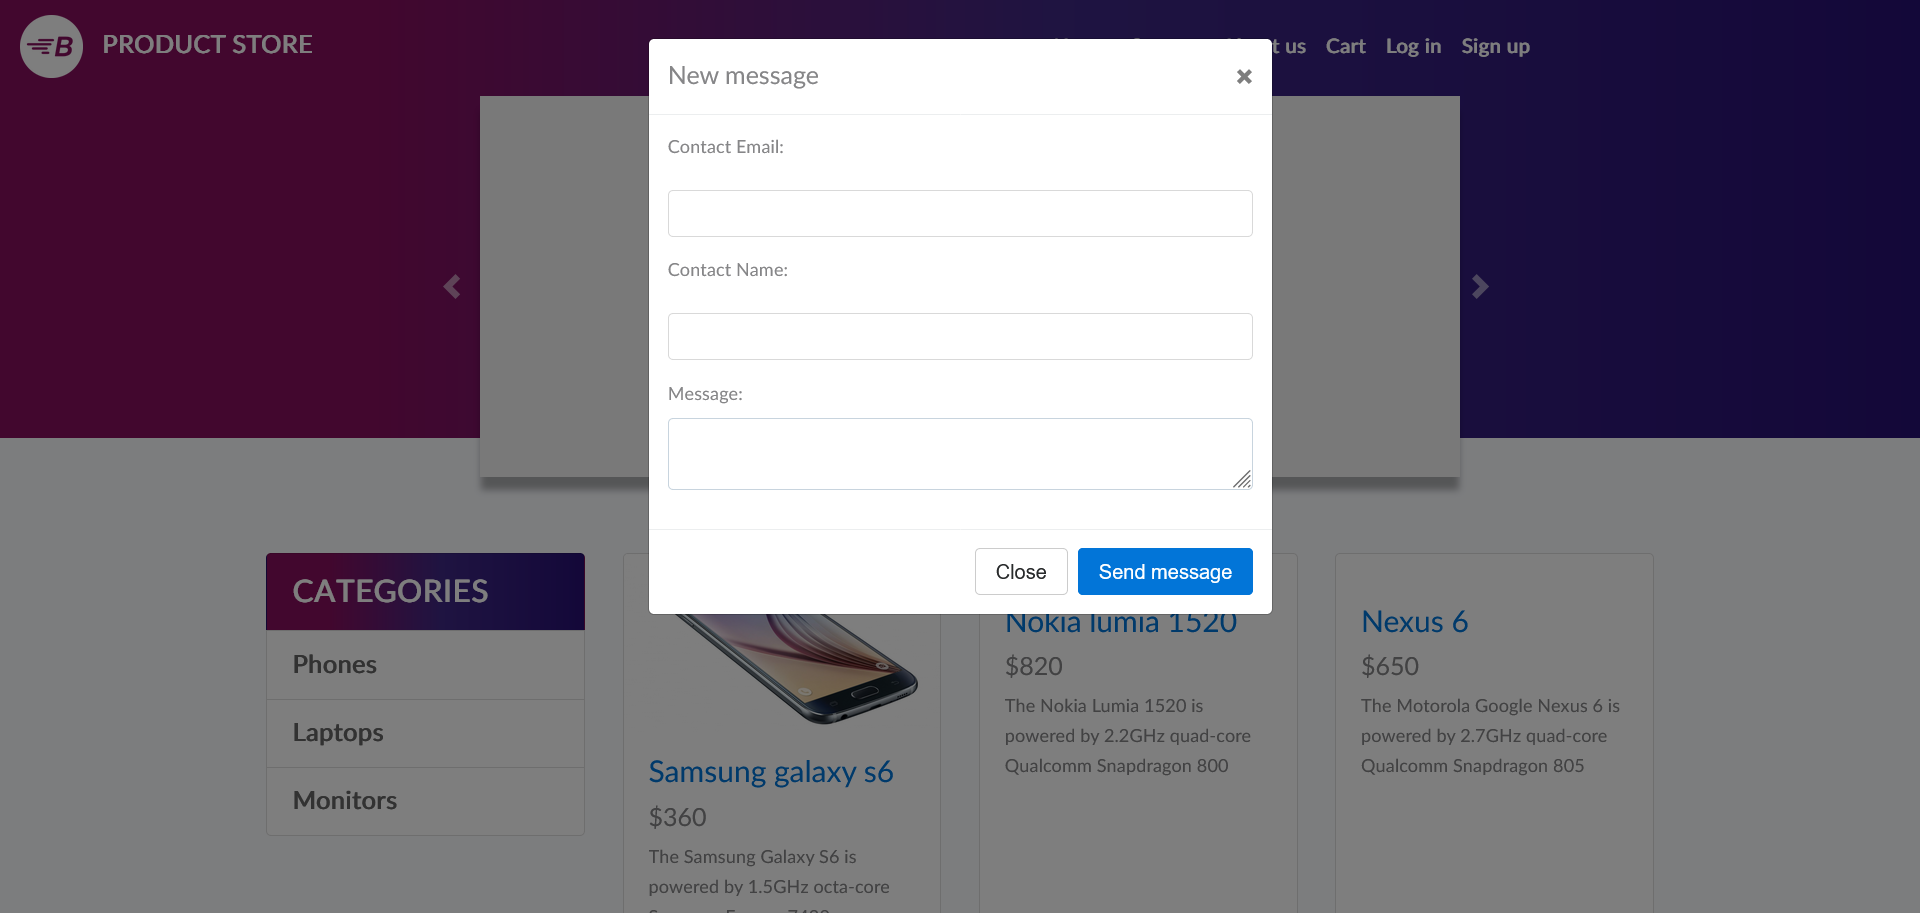 B PRODUCT STORE
t us Cart Log in Sign up
New message
Contact Email:
Contact Name:
Message:
Close Send message
CATEGORIES
Phones
Laptops
Monitors
Samsung galaxy s6
$360
The Samsung Galaxy S6 is
powered by 1.5GHz octa-core
Nokia lumia 1520
$820
The Nokia Lumia 1520 is
powered by 2.2GHz quad-core
Qualcomm Snapdragon 800
Nexus 6
$650
The Motorola Google Nexus 6 is
powered by 2.7GHz quad-core
Qualcomm Snapdragon 805